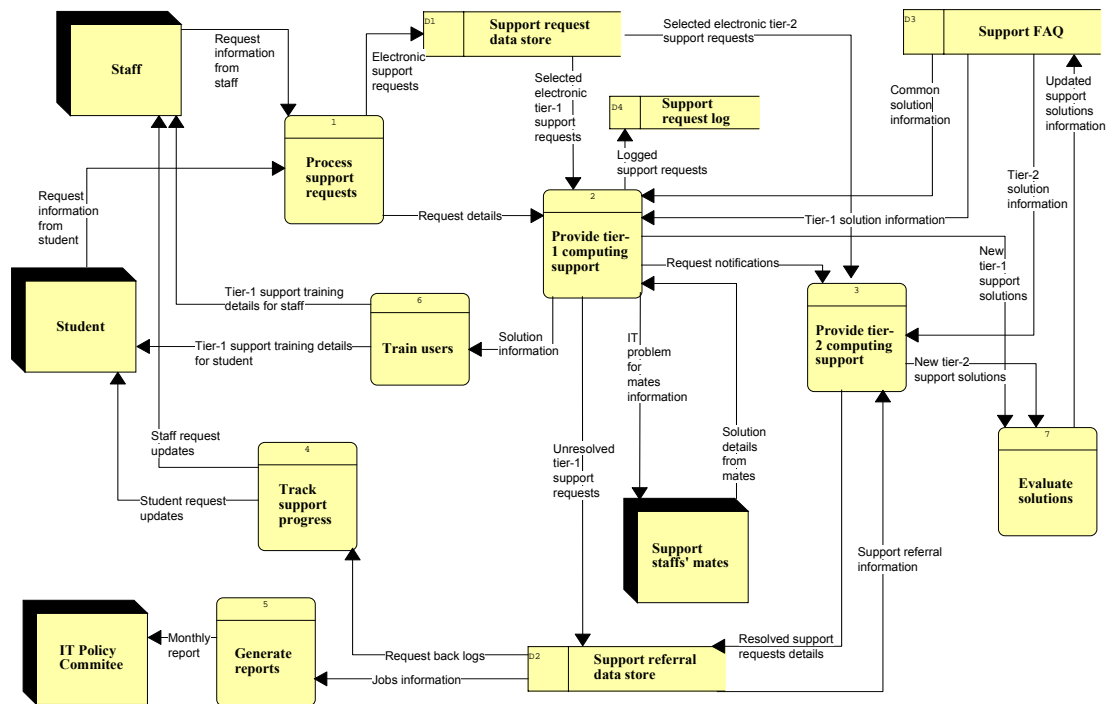 D1
Support request
data store
D3
Support FAQ
Staff
Request
information
from
staff
Electronic
support
requests
Selected electronic tier-2
support requests
Selected
electronic
tier-1
support
requests
D4
Support
request log
Common
solution
information
Updated
support
solutions
information
1
Process
support
requests
Logged
support requests
Tier-2
solution
information
Request
information
from
student
Request details
2
Provide tier-
1 computing
support
Tier-1 solution information
New
tier-1
support
solutions
Request notifications
3
Provide tier-
2 computing
support
Student
Tier-1 support training
details for staff
Tier-1 support training details
for student
6
Train users
Solution
information
IT
problem
for
mates
information
New tier-2
support solutions
Staff request
updates
4
Track
support
progress
Student request
updates
Unresolved
tier-1
support
requests
Solution
details
from
mates
7
Evaluate
solutions
Support
staffs' mates
Support referral
information
IT Policy
Commitee
Monthly
report
5
Generate
reports
Request back logs
Jobs information
D2
Support referral
data store
Resolved support
requests details